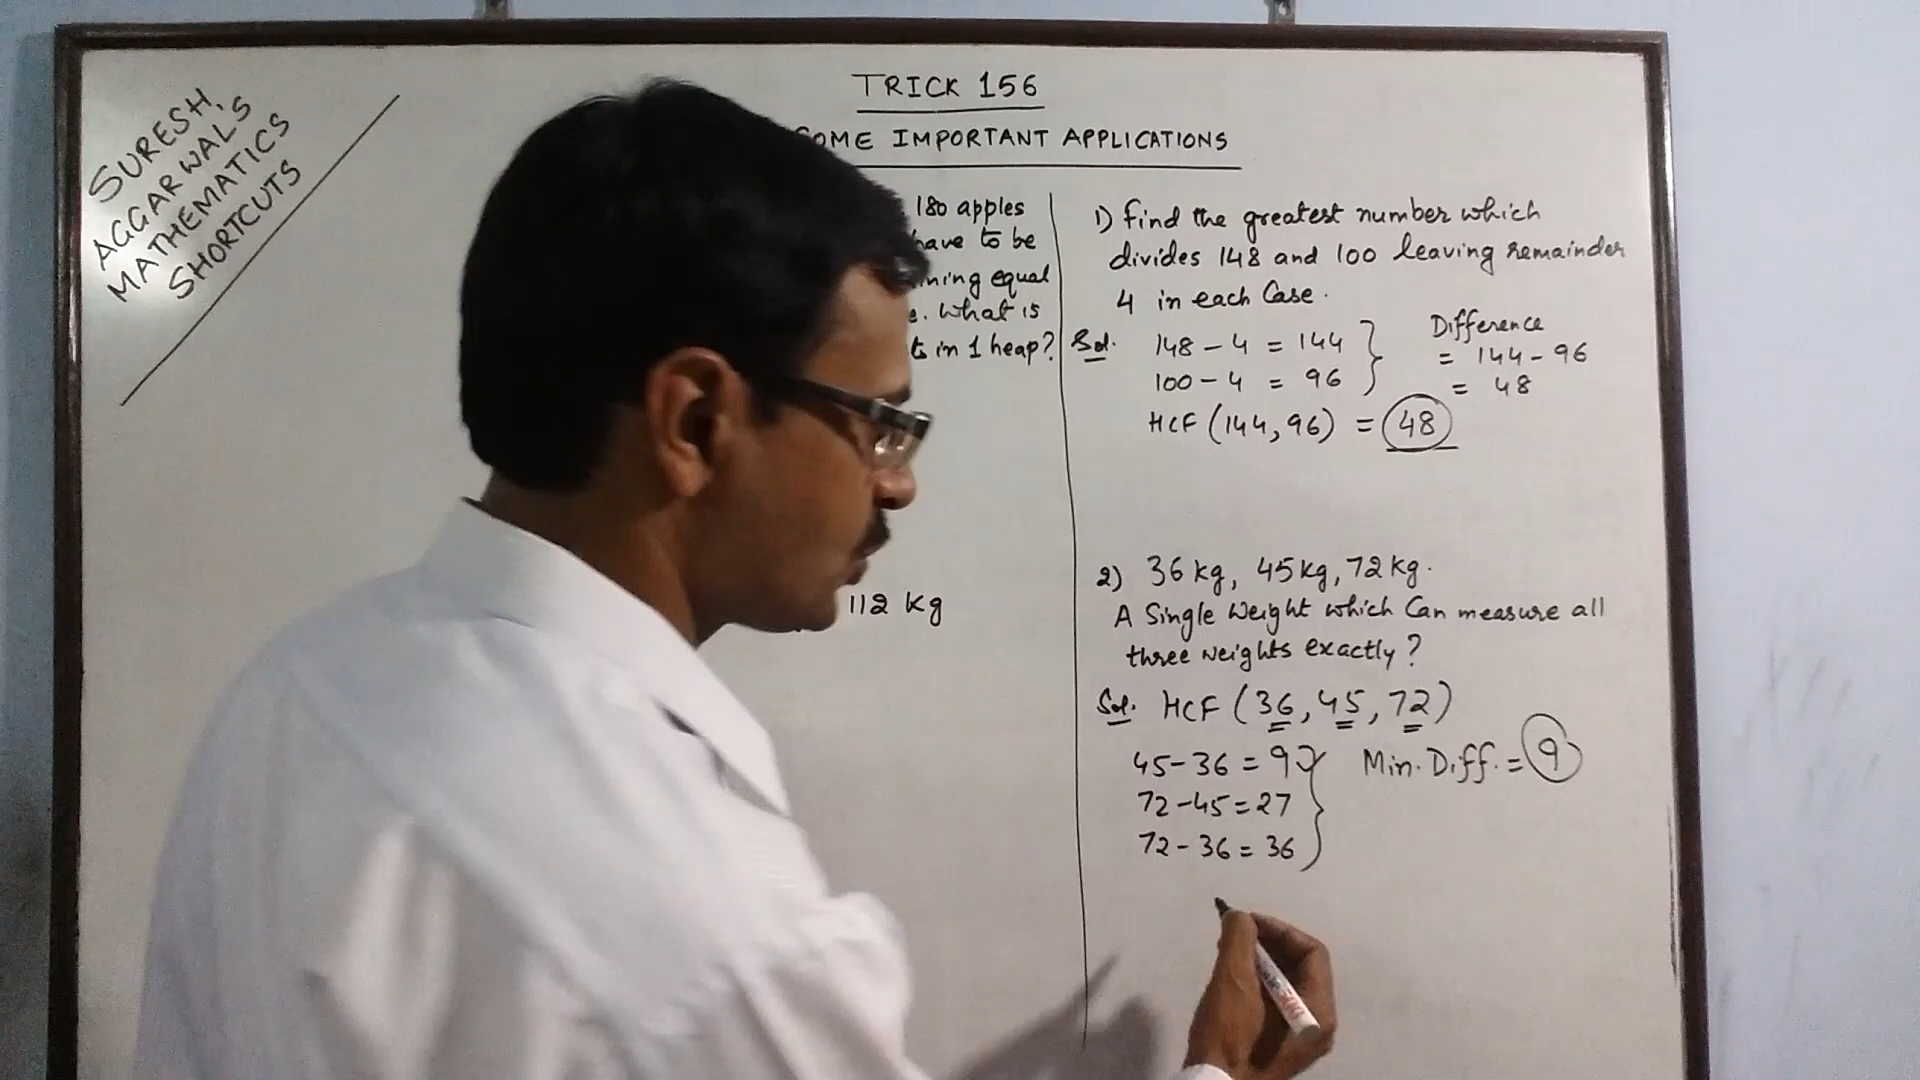 SURESH
AGGARWAL'S
MATHEMATICS
SHORTCUTS
TRICK 156
SOME IMPORTANT APPLICATIONS
180 apples
have to be
equal
What is
in 1 heap?
112 Kg
1) Find the greatest number which
divides 148 and 100 leaving remainder
4 in each Case.
Sol. 148 - 4 = 144
100 - 4 = 96
HCF (144, 96) = 48
Difference
= 144 - 96
= 48
2) 36 kg, 45 kg, 72 kg.
A Single Weight which Can measure all
three weights exactly?
Sol. HCF (36, 45, 72)
45 - 36 = 9
72 - 45 = 27
72 - 36 = 36
Min. Diff. = 9